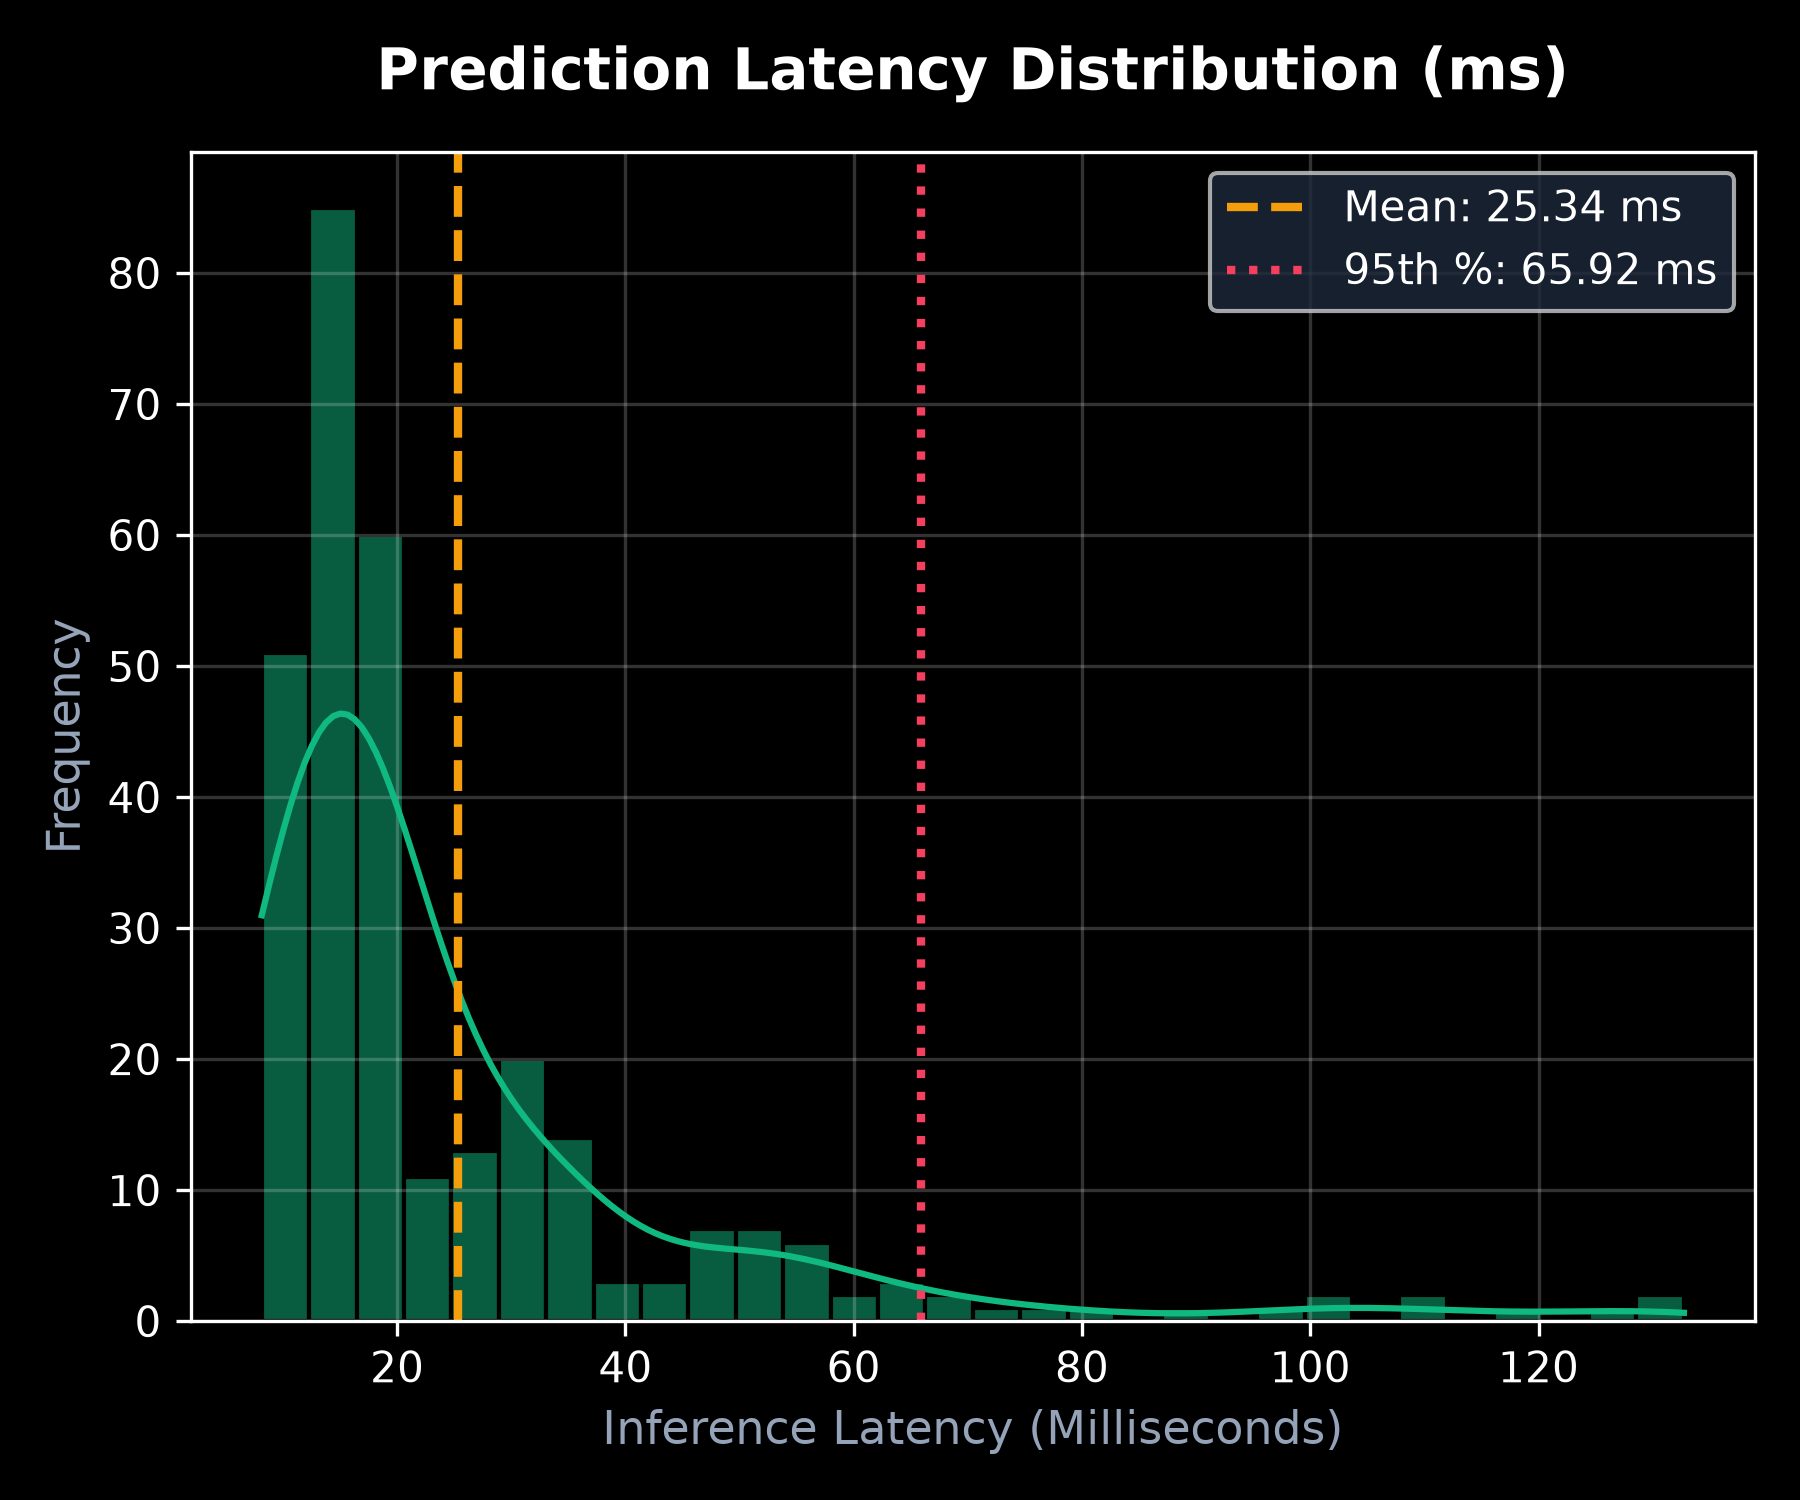 Prediction Latency Distribution (ms)
Mean: 25.34 ms
95th %: 65.92 ms
80
70
60
50
40
30
20
10
0
Frequency
20 40 60 80 100 120
Inference Latency (Milliseconds)